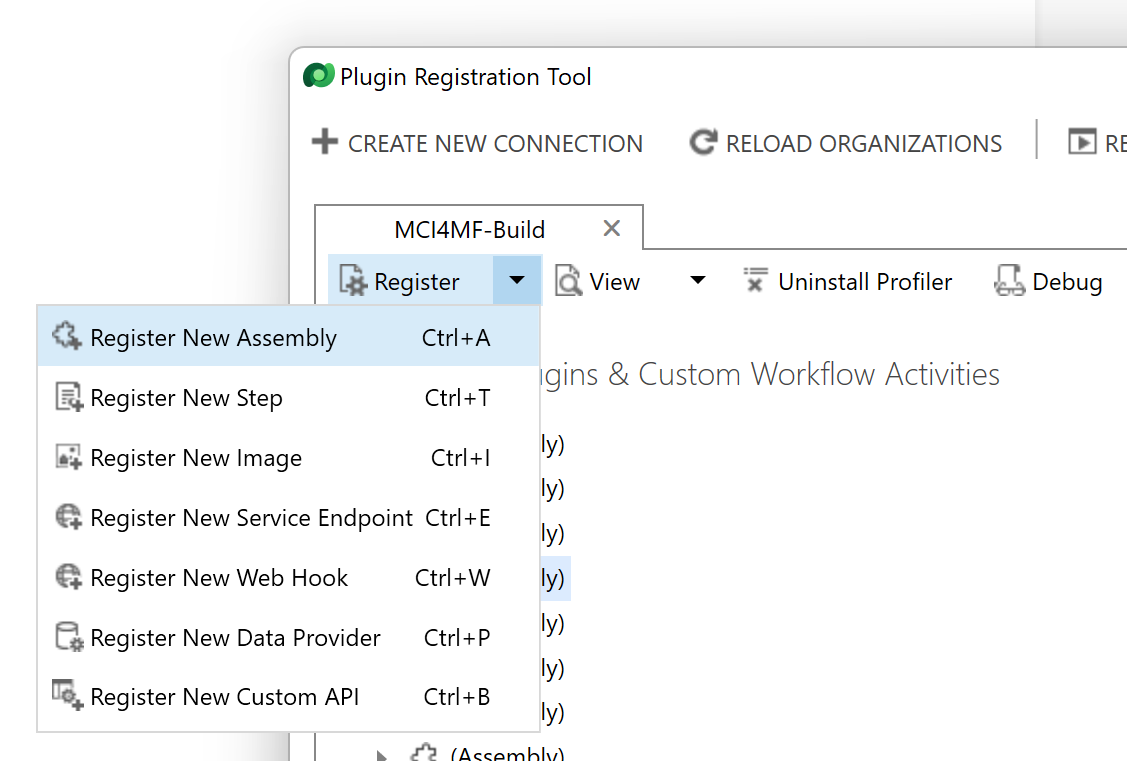 Plugin Registration Tool
CREATE NEW CONNECTION RELOAD ORGANIZATIONS RE
MCI4MF-Build
Register View Uninstall Profiler Debug
Register New Assembly Ctrl+A
gins & Custom Workflow Activities
Register New Step Ctrl+T
ly)
Register New Image Ctrl+I
ly)
Register New Service Endpoint Ctrl+E
ly)
Register New Web Hook Ctrl+W
ly)
Register New Data Provider Ctrl+P
ly)
ly)
Register New Custom API Ctrl+B
ly)
(Assembly)